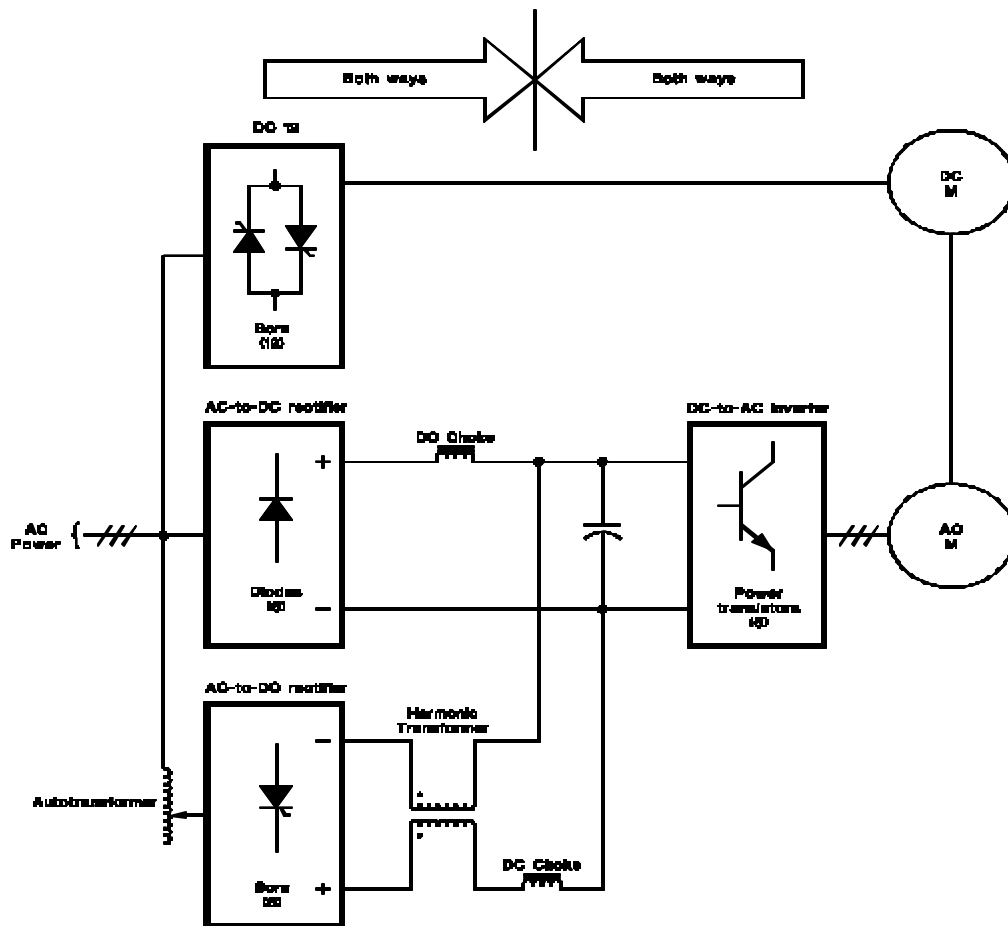 Both ways
Both ways
DC
M
AC-to-DC rectifier
DC-to-AC inverter
DC Choke
+
AC
Power
Diodes
-
Power
transistors
AC
M
AC-to-DC rectifier
Harmonic
Transformer
-
Autotransformer
DC Choke
+